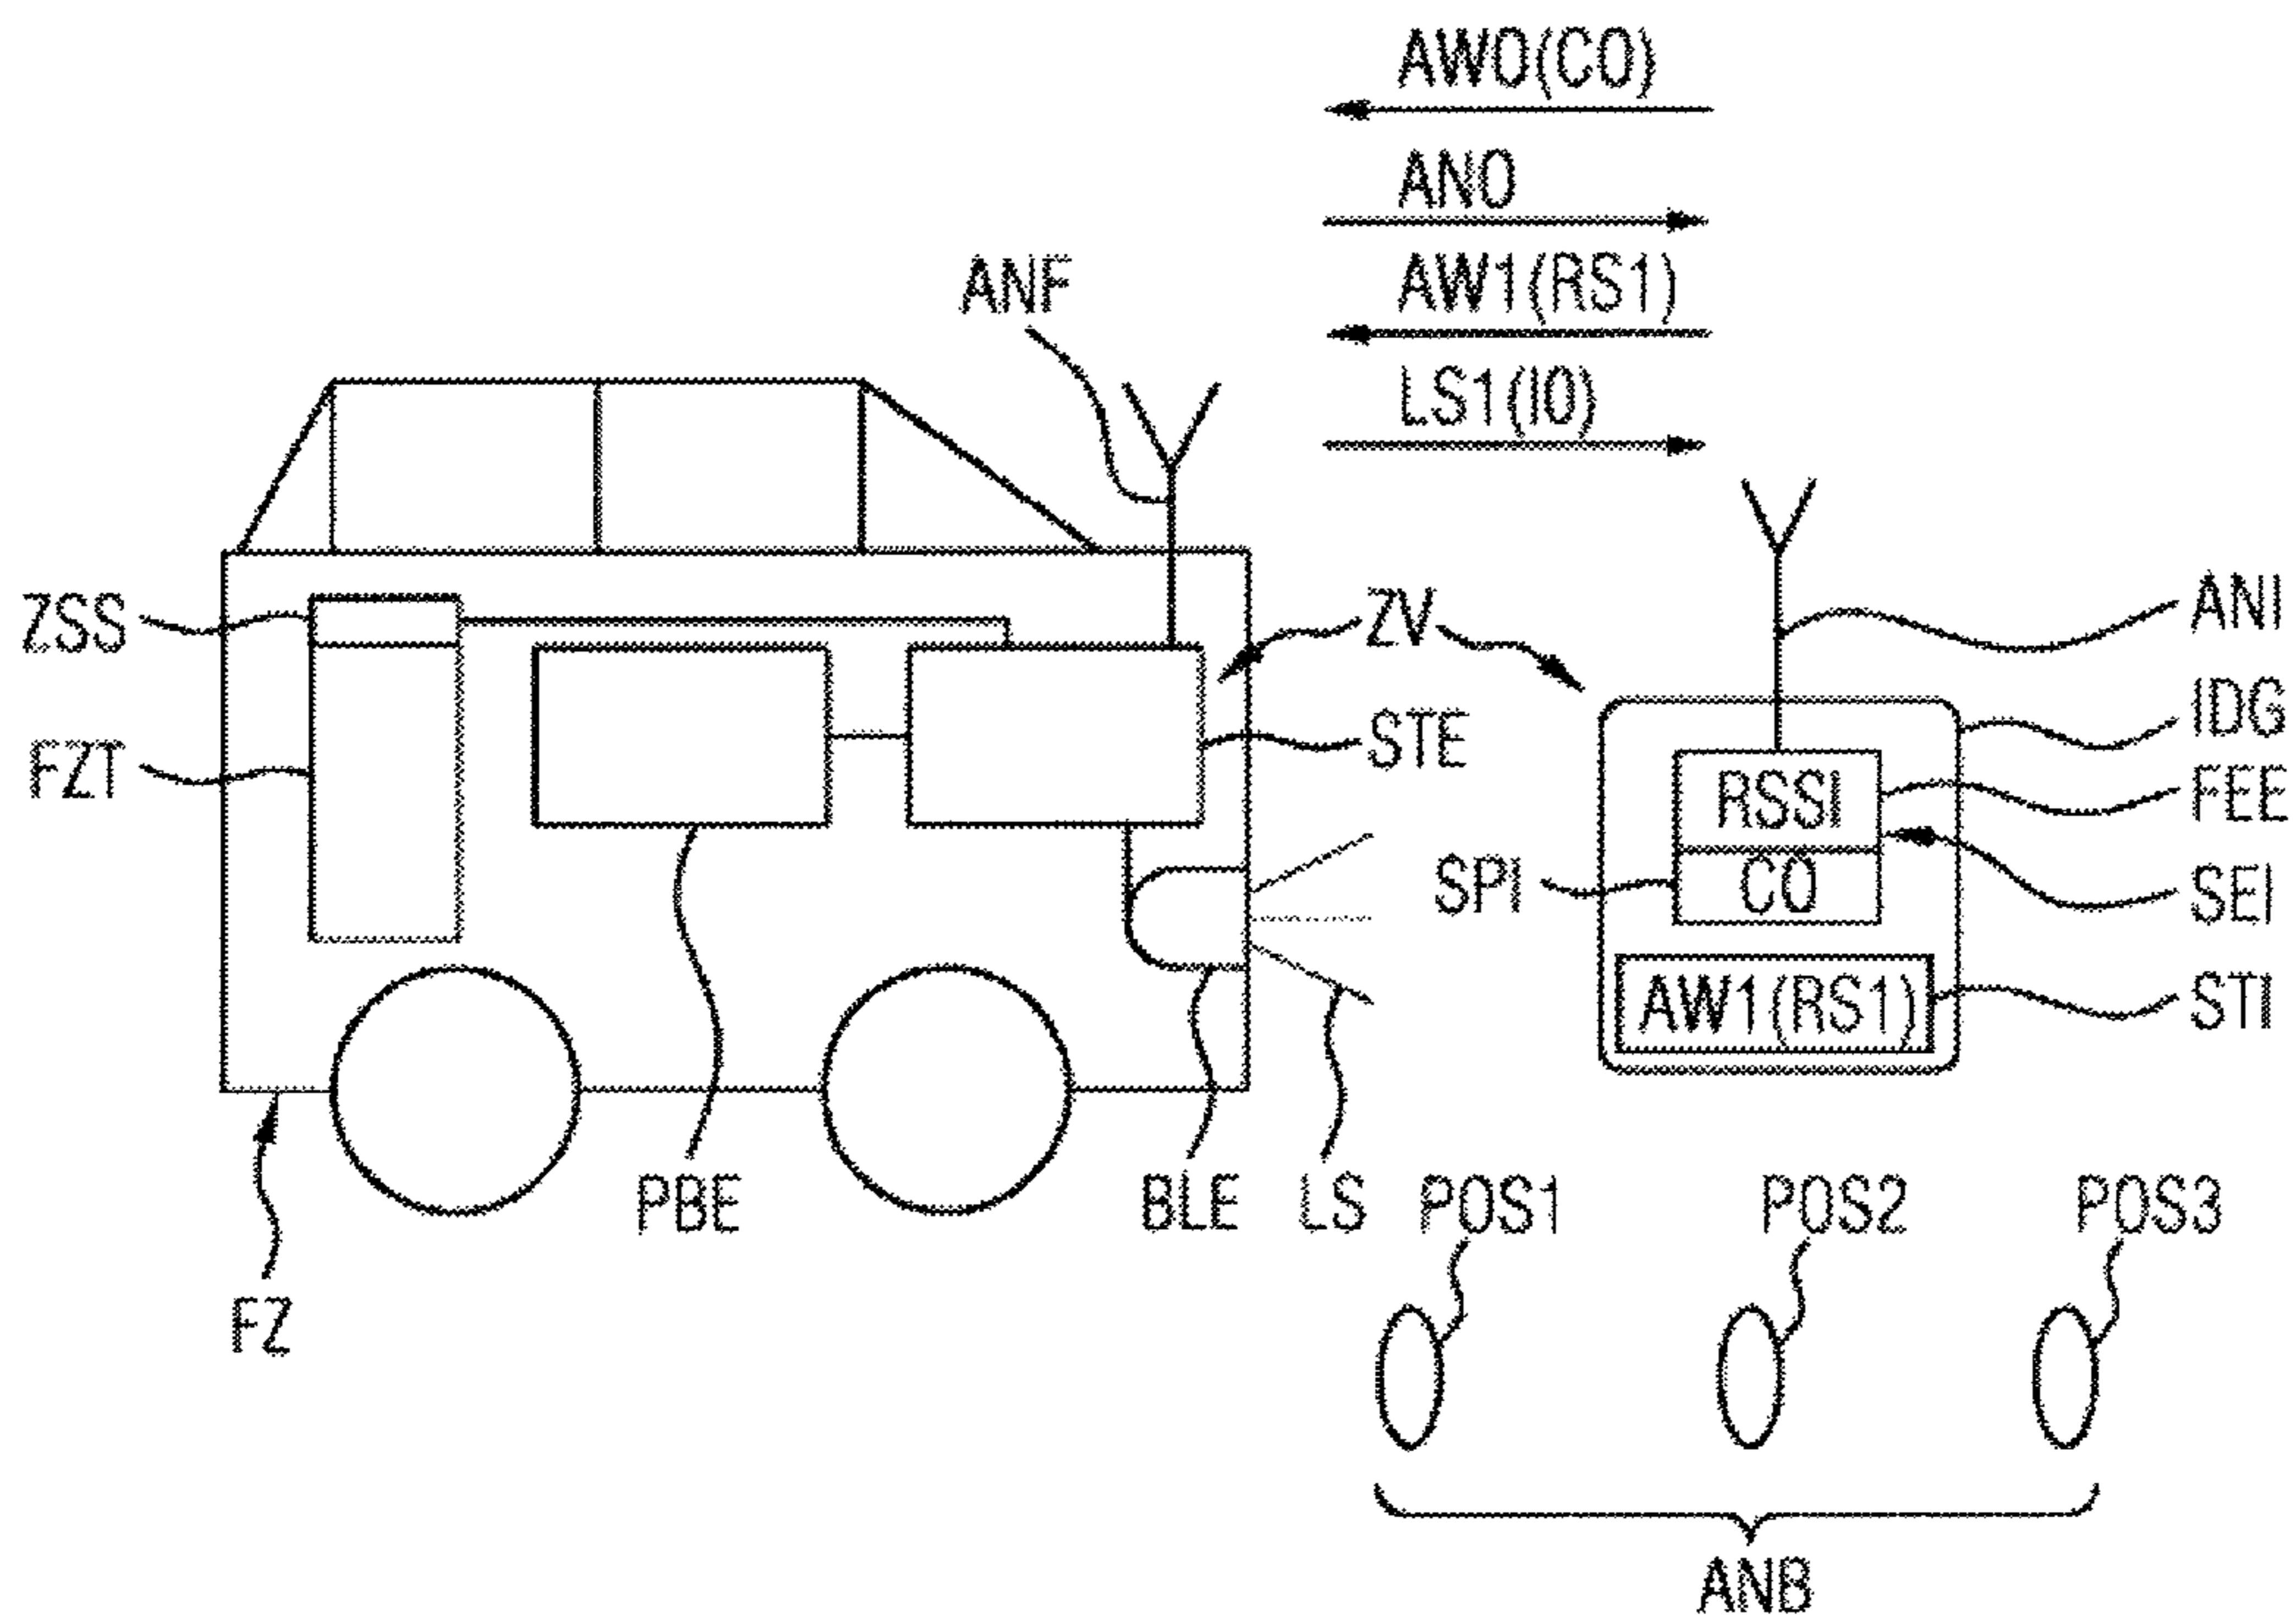 AW0(C0)
AN0
AW1(RS1)
LS1(I0)
ANF
ZSS
ZV
ANI
IDG
FZT
STE
RSSI
FEE
SPI
C0
SEI
AW1(RS1)
STI
PBE
BLE
LS
POS1
POS2
POS3
FZ
ANB